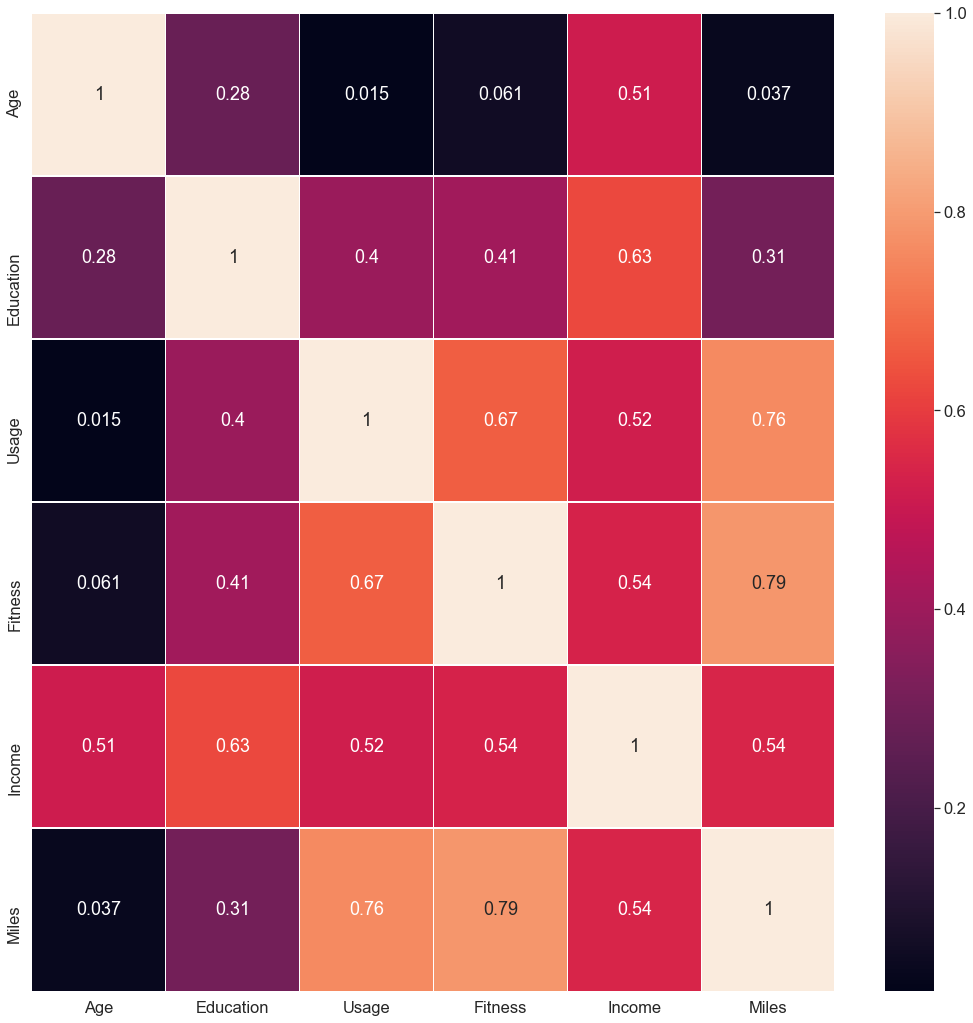 Age 1 0.28 0.015 0.061 0.51 0.037
Education 0.28 1 0.4 0.41 0.63 0.31
Usage 0.015 0.4 1 0.67 0.52 0.76
Fitness 0.061 0.41 0.67 1 0.54 0.79
Income 0.51 0.63 0.52 0.54 1 0.54
Miles 0.037 0.31 0.76 0.79 0.54 1
Age Education Usage Fitness Income Miles
1.0
0.8
0.6
0.4
0.2